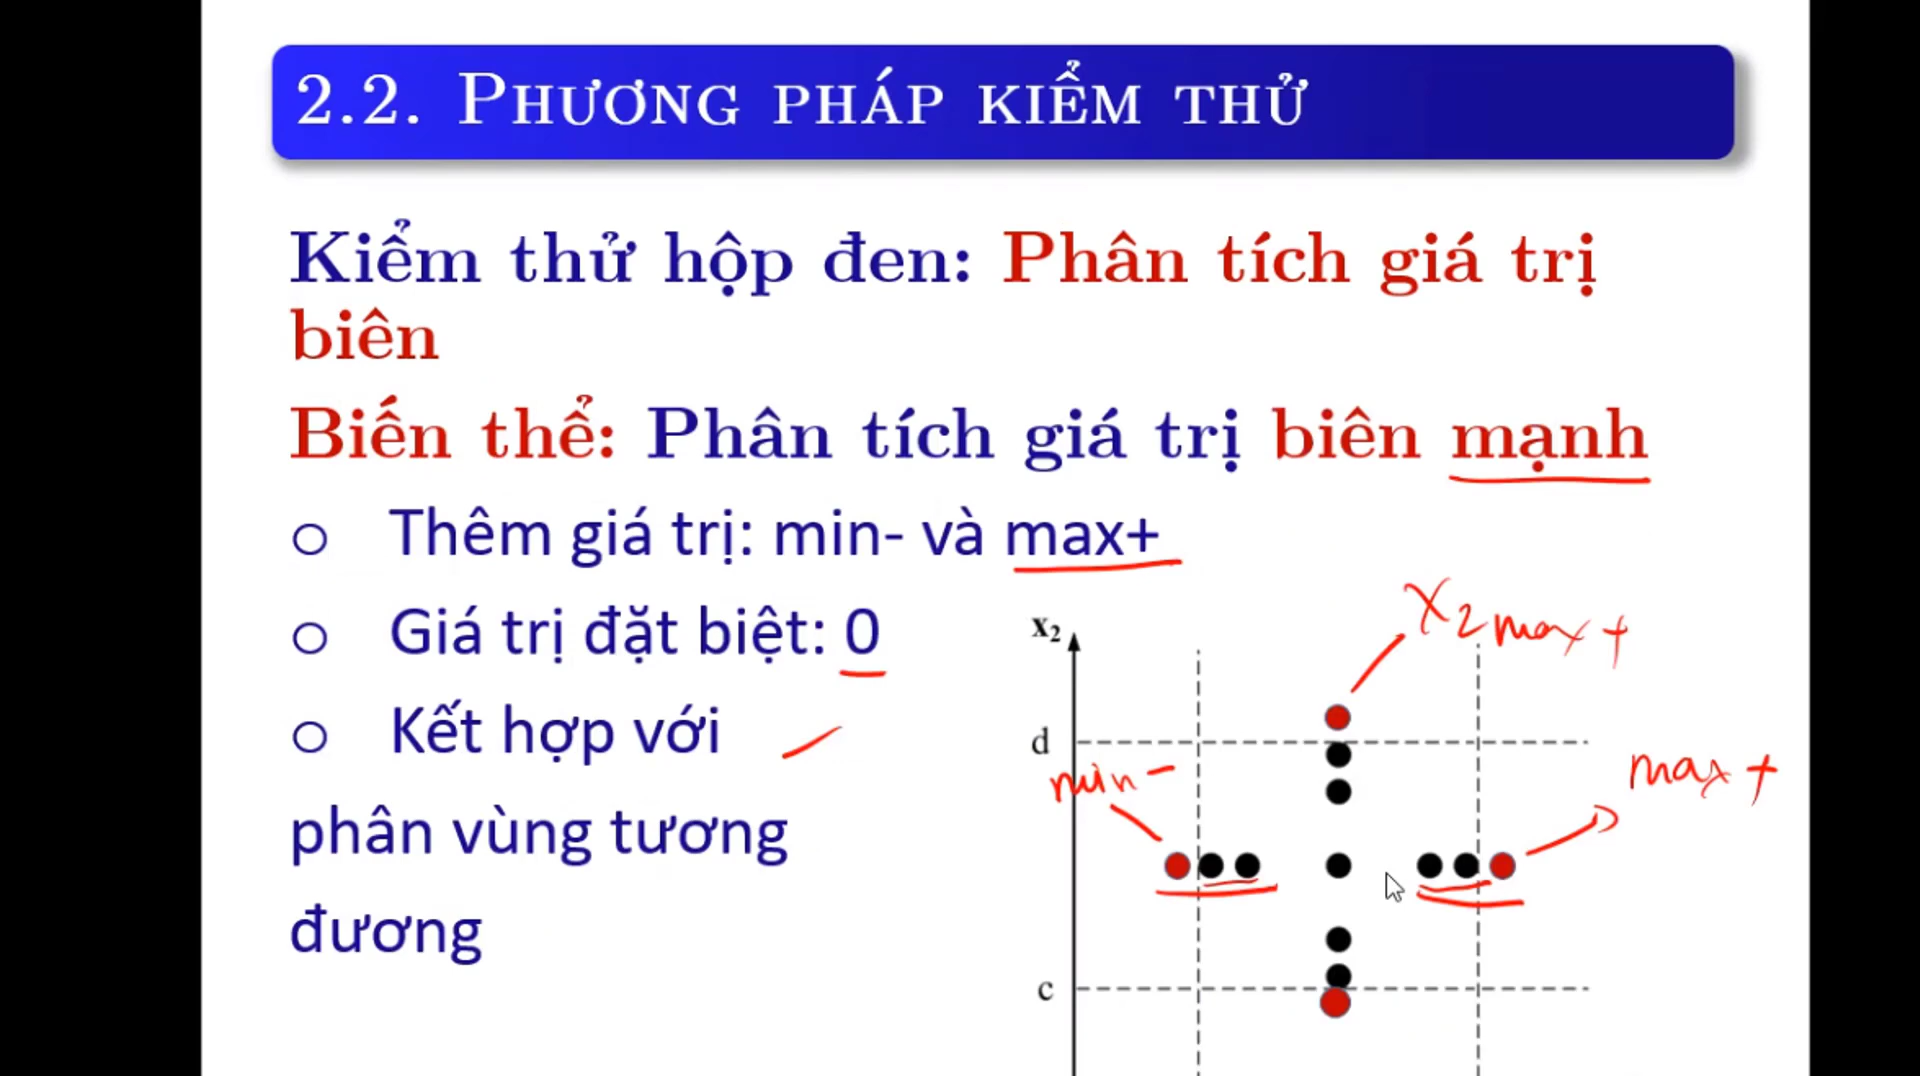 2.2. PHƯƠNG PHÁP KIỂM THỬ
Kiểm thử hộp đen: Phân tích giá trị
biên
Biến thể: Phân tích giá trị biên mạnh
o Thêm giá trị: min- và max+
o Giá trị đặt biệt: 0
o Kết hợp với
phân vùng tương
đương
x₂
X2max+
d
min -
max+
c